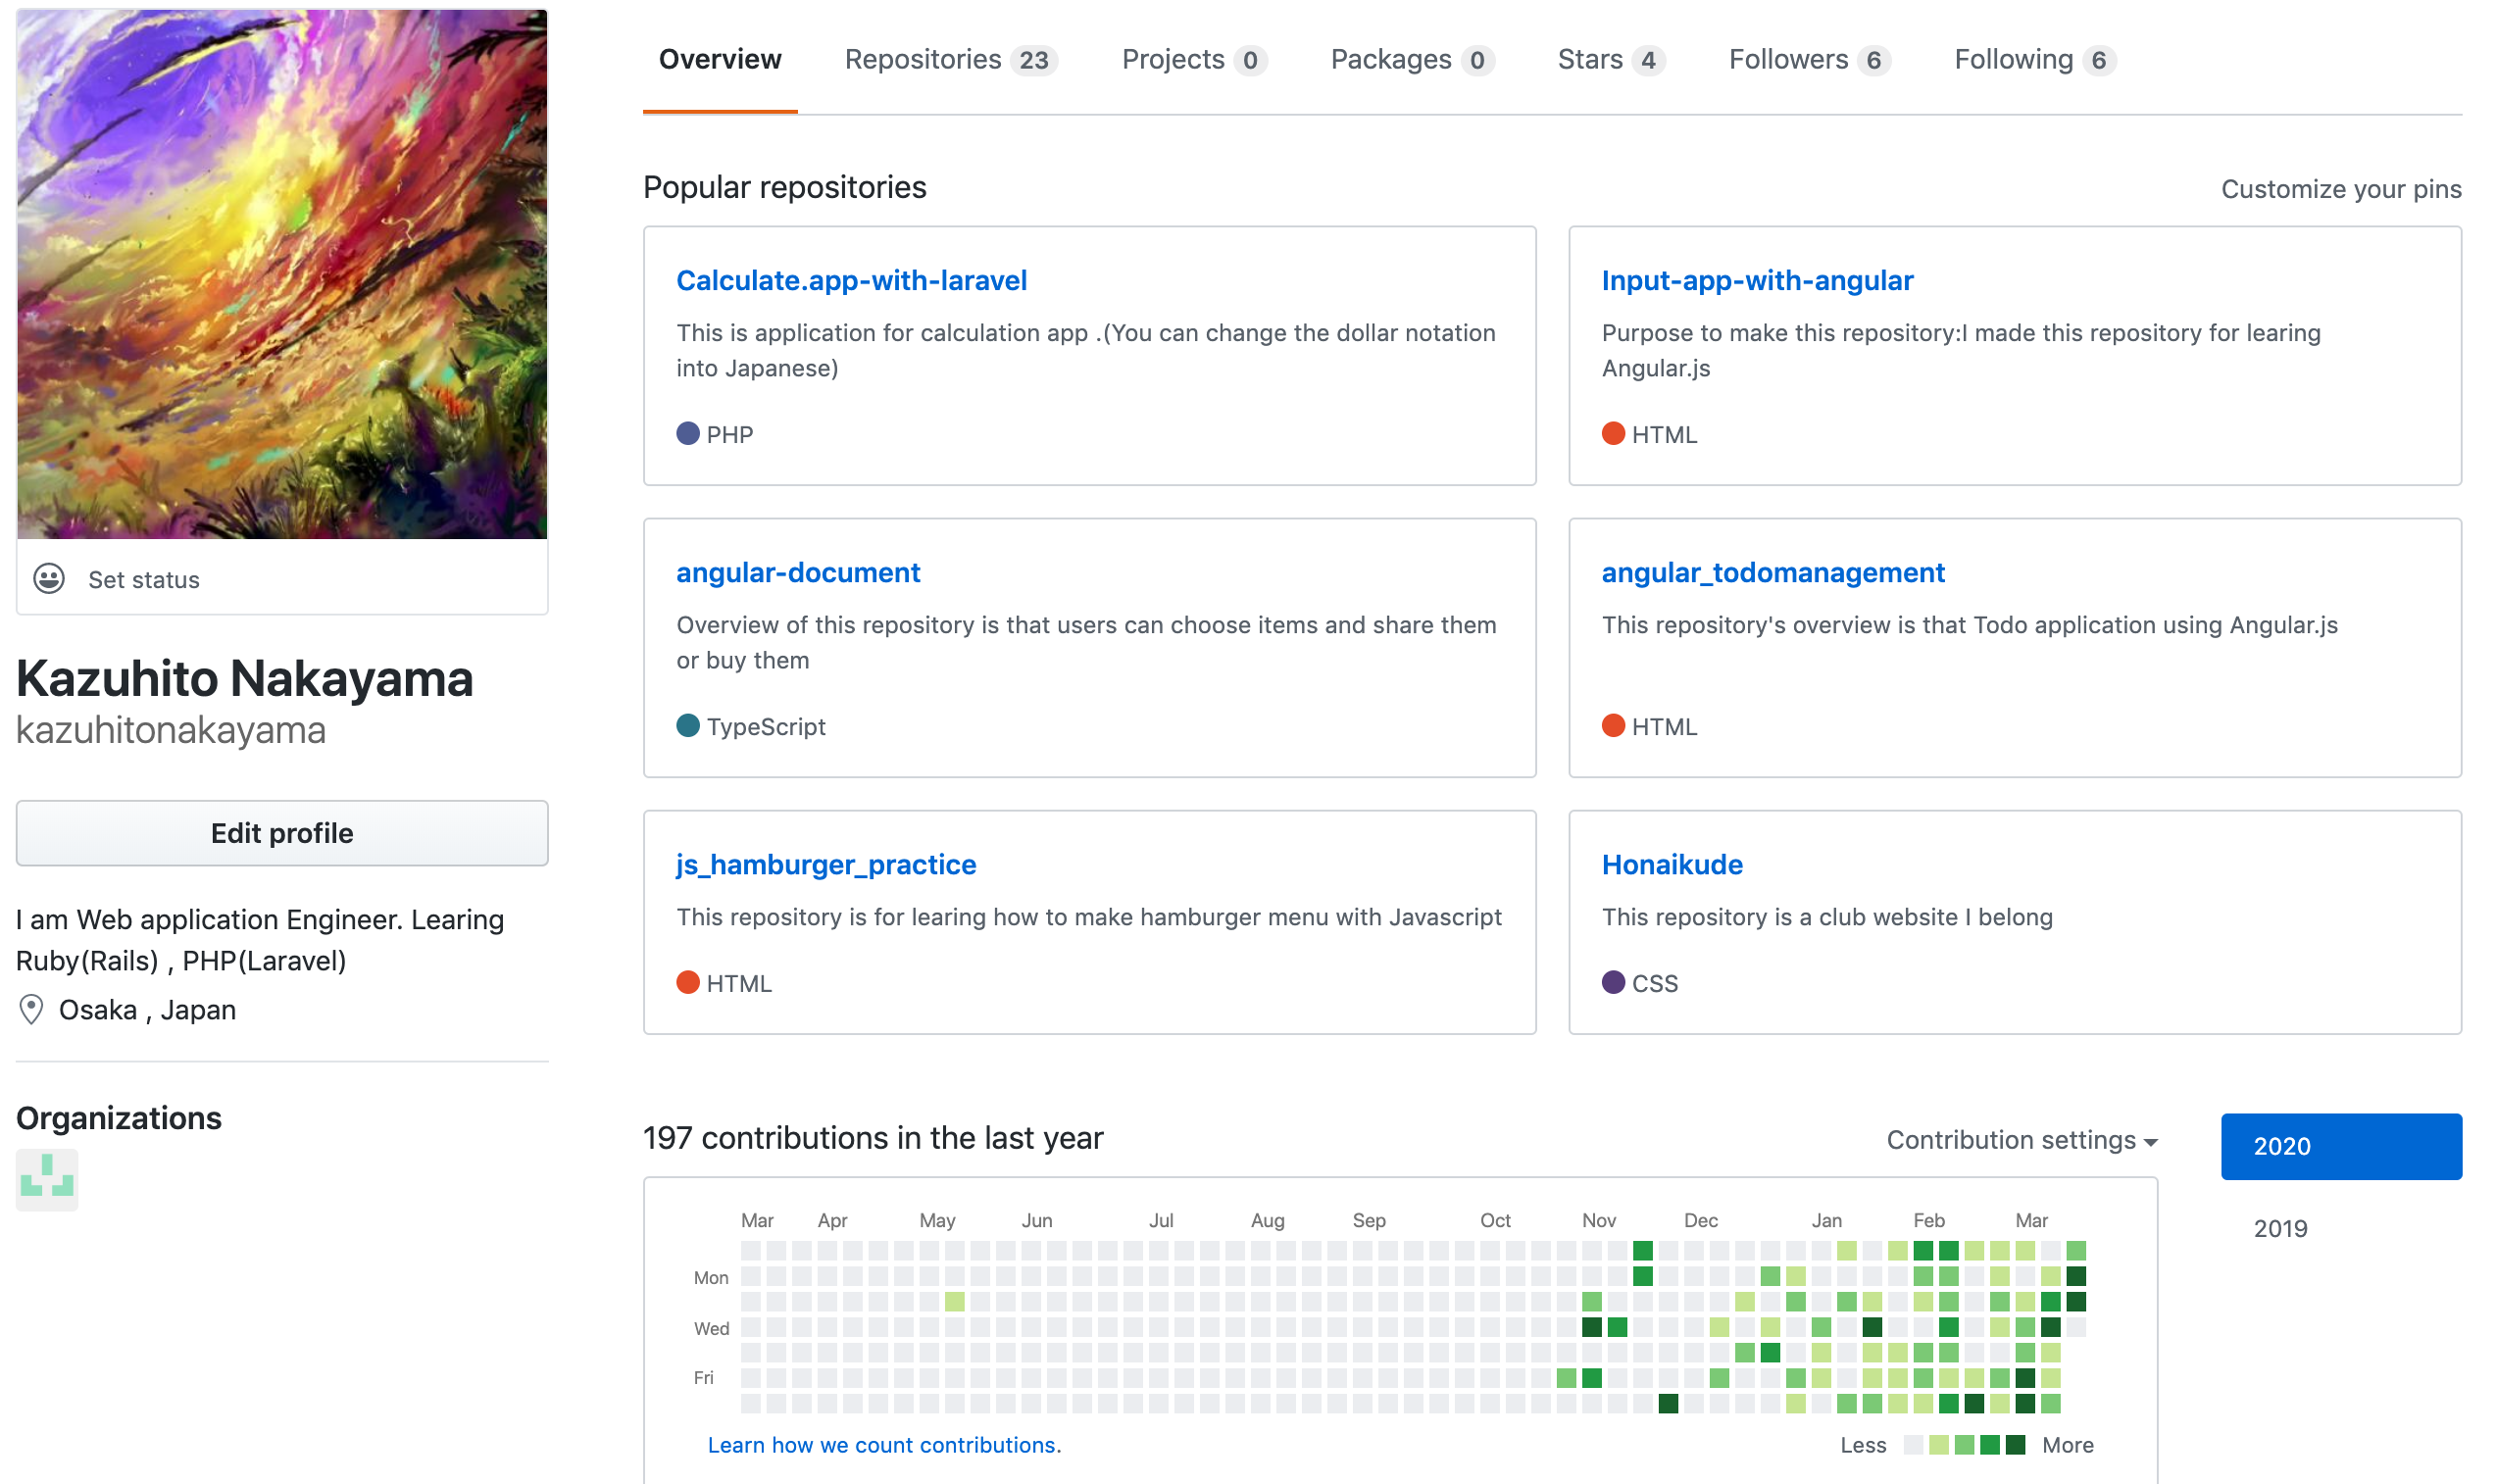 Overview Repositories 23 Projects 0 Packages 0 Stars 4 Followers 6 Following 6
Set status
Kazuhito Nakayama
kazuhitonakayama
Edit profile
I am Web application Engineer. Learing
Ruby(Rails) , PHP(Laravel)
Osaka , Japan
Organizations
Popular repositories
Customize your pins
Calculate.app-with-laravel
This is application for calculation app .(You can change the dollar notation
into Japanese)
PHP
Input-app-with-angular
Purpose to make this repository:I made this repository for learing
Angular.js
HTML
angular-document
Overview of this repository is that users can choose items and share them
or buy them
TypeScript
angular_todomanagement
This repository's overview is that Todo application using Angular.js
HTML
js_hamburger_practice
This repository is for learing how to make hamburger menu with Javascript
HTML
Honaikude
This repository is a club website I belong
CSS
197 contributions in the last year
Contribution settings
2020
2019
Mar Apr May Jun Jul Aug Sep Oct Nov Dec Jan Feb Mar
Mon
Wed
Fri
Learn how we count contributions.
Less More